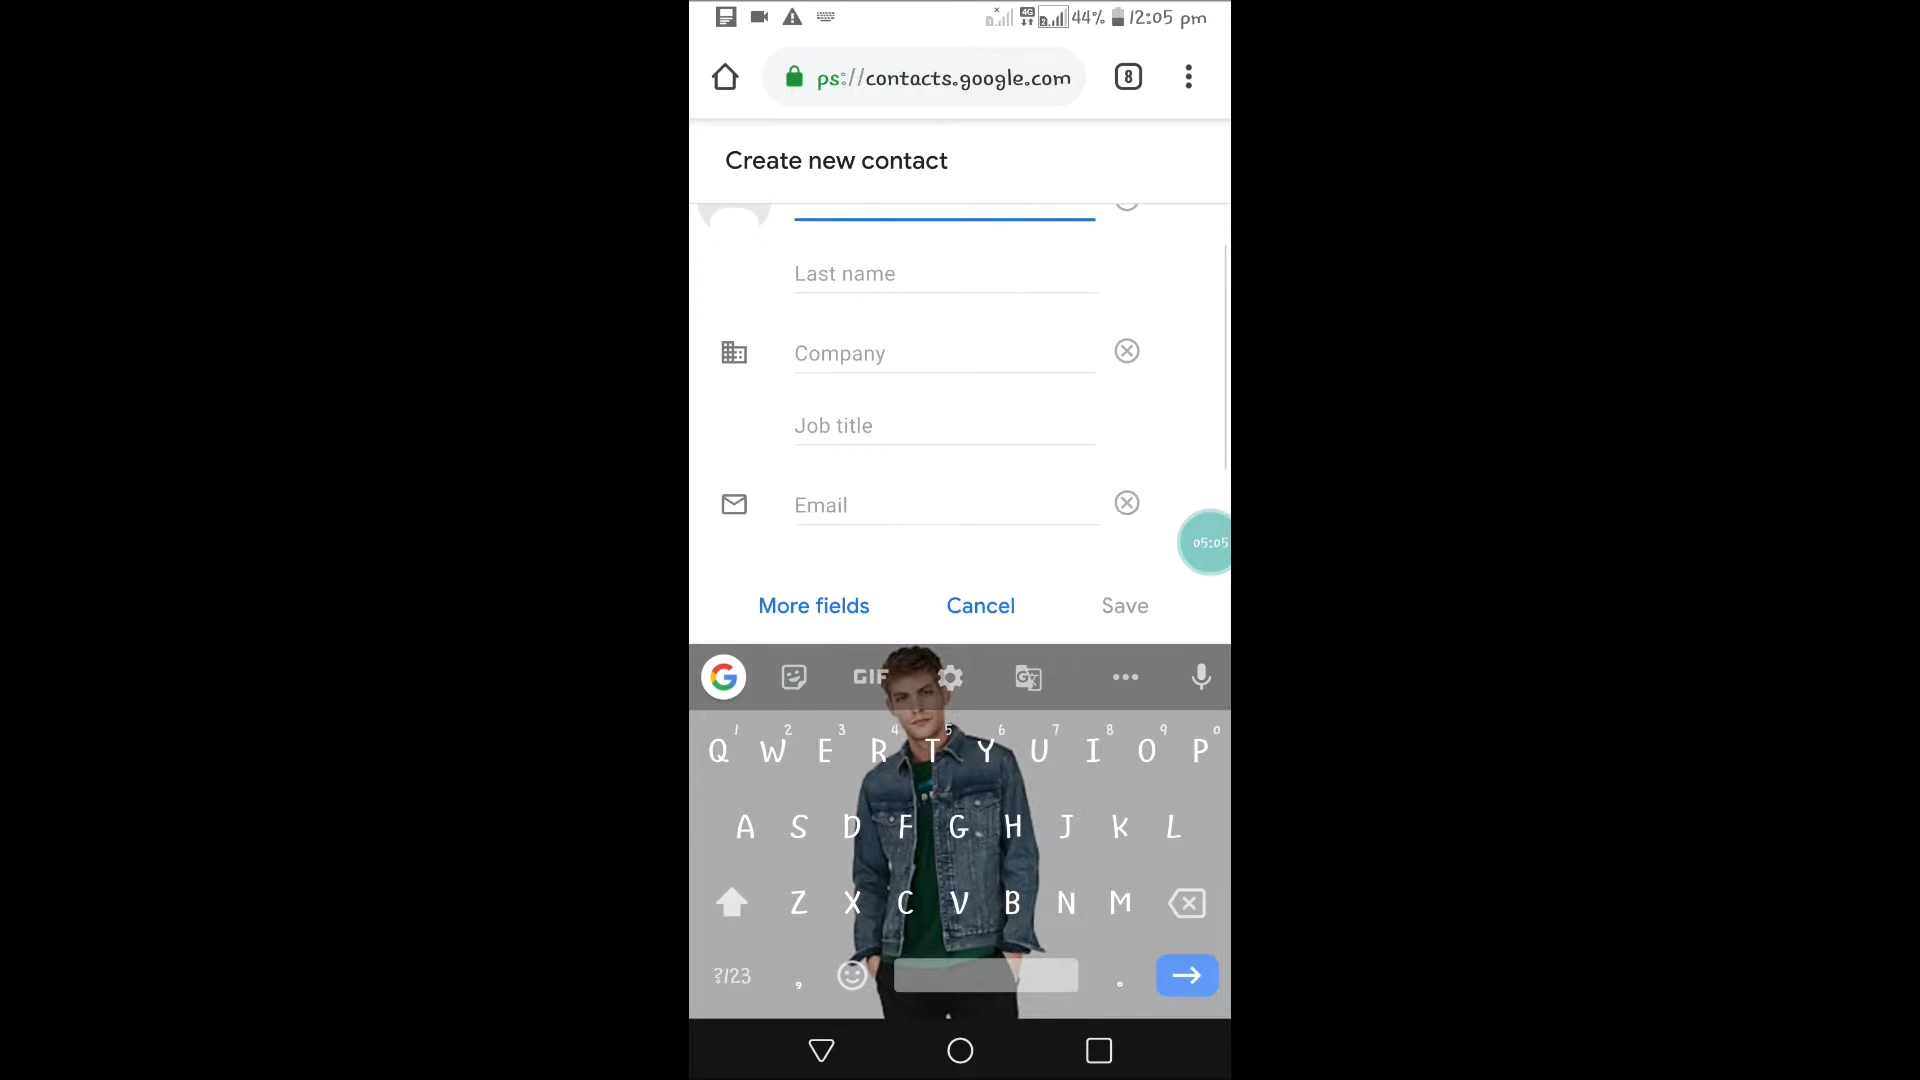 44% 12:05 pm
ps://contacts.google.com 8
Create new contact
Last name
Company
Job title
Email
05:05
More fields Cancel Save
G GIF
1 2 3 4 5 6 7 8 9 0
Q W E R T Y U I O P
A S D F G H J K L
Z X C V B N M
?123 , .